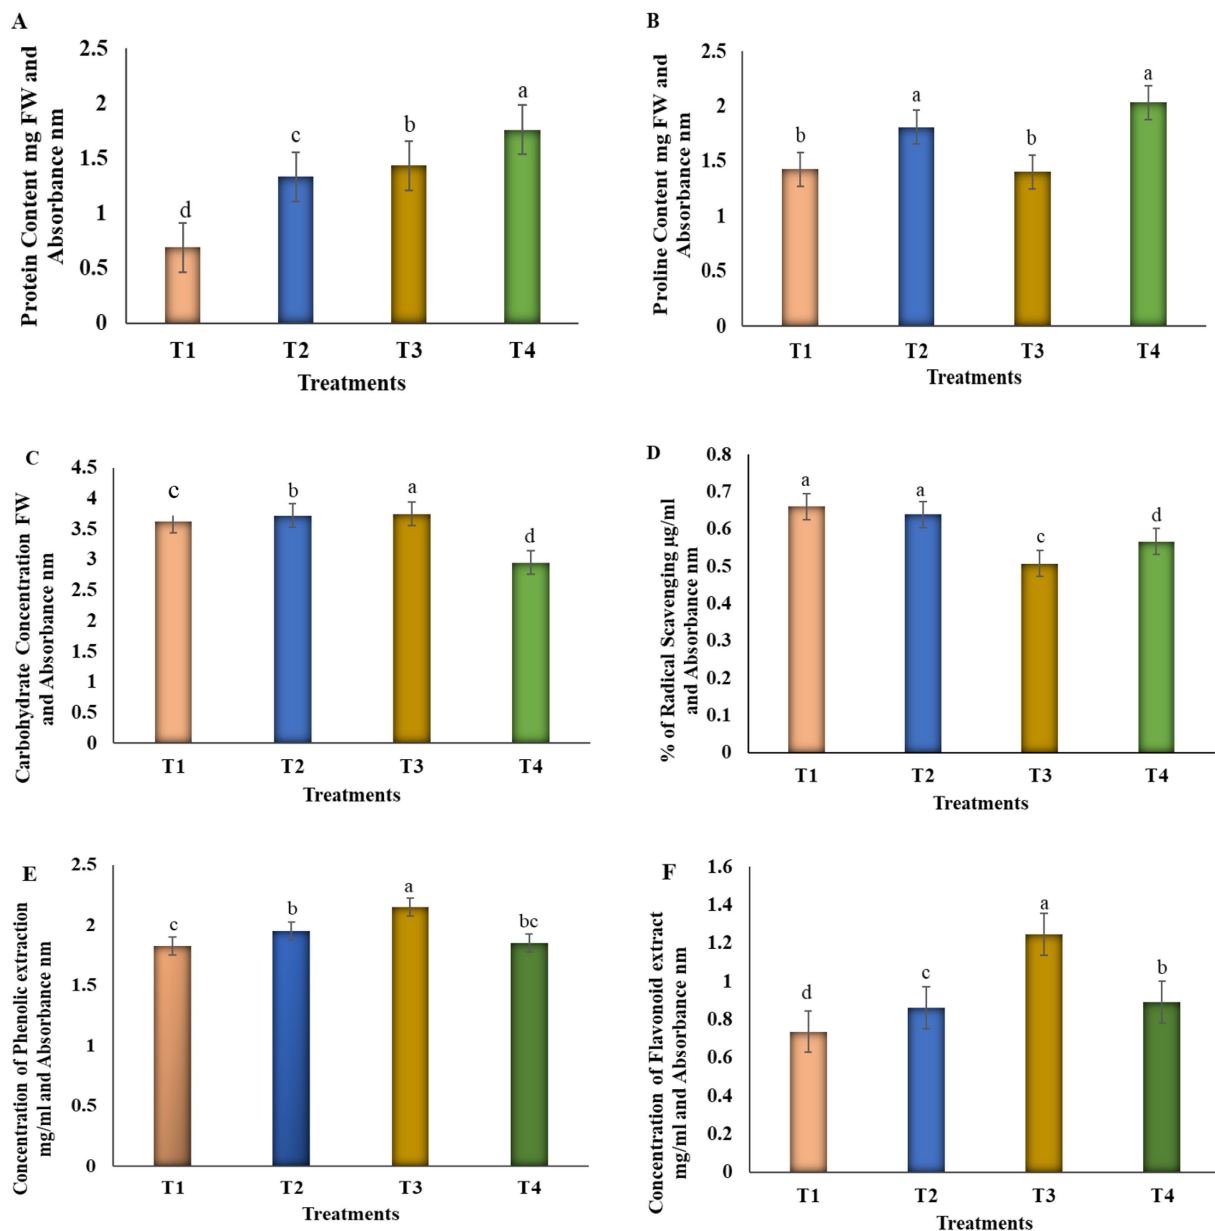 A
Protein Content mg FW and
Absorbance nm
2.5
2
1.5
1
0.5
0
d
c
b
a
T1 T2 T3 T4
Treatments
B
Proline Content mg FW and
Absorbance nm
2.5
2
1.5
1
0.5
0
b
a
b
a
T1 T2 T3 T4
Treatments
C
Carbohydrate Concentration FW
and Absorbance nm
4.5
4
3.5
3
2.5
2
1.5
1
0.5
0
c
b
a
d
T1 T2 T3 T4
Treatments
D
% of Radical Scavenging µg/ml
and Absorbance nm
0.8
0.7
0.6
0.5
0.4
0.3
0.2
0.1
0
a
a
c
d
T1 T2 T3 T4
Treatments
E
Concentration of Phenolic extraction
mg/ml and Absorbance nm
2.5
2
1.5
1
0.5
0
c
b
a
bc
T1 T2 T3 T4
Treatments
F
Concentration of Flavonoid extract
mg/ml and Absorbance nm
1.6
1.4
1.2
1
0.8
0.6
0.4
0.2
0
d
c
a
b
T1 T2 T3 T4
Treatments